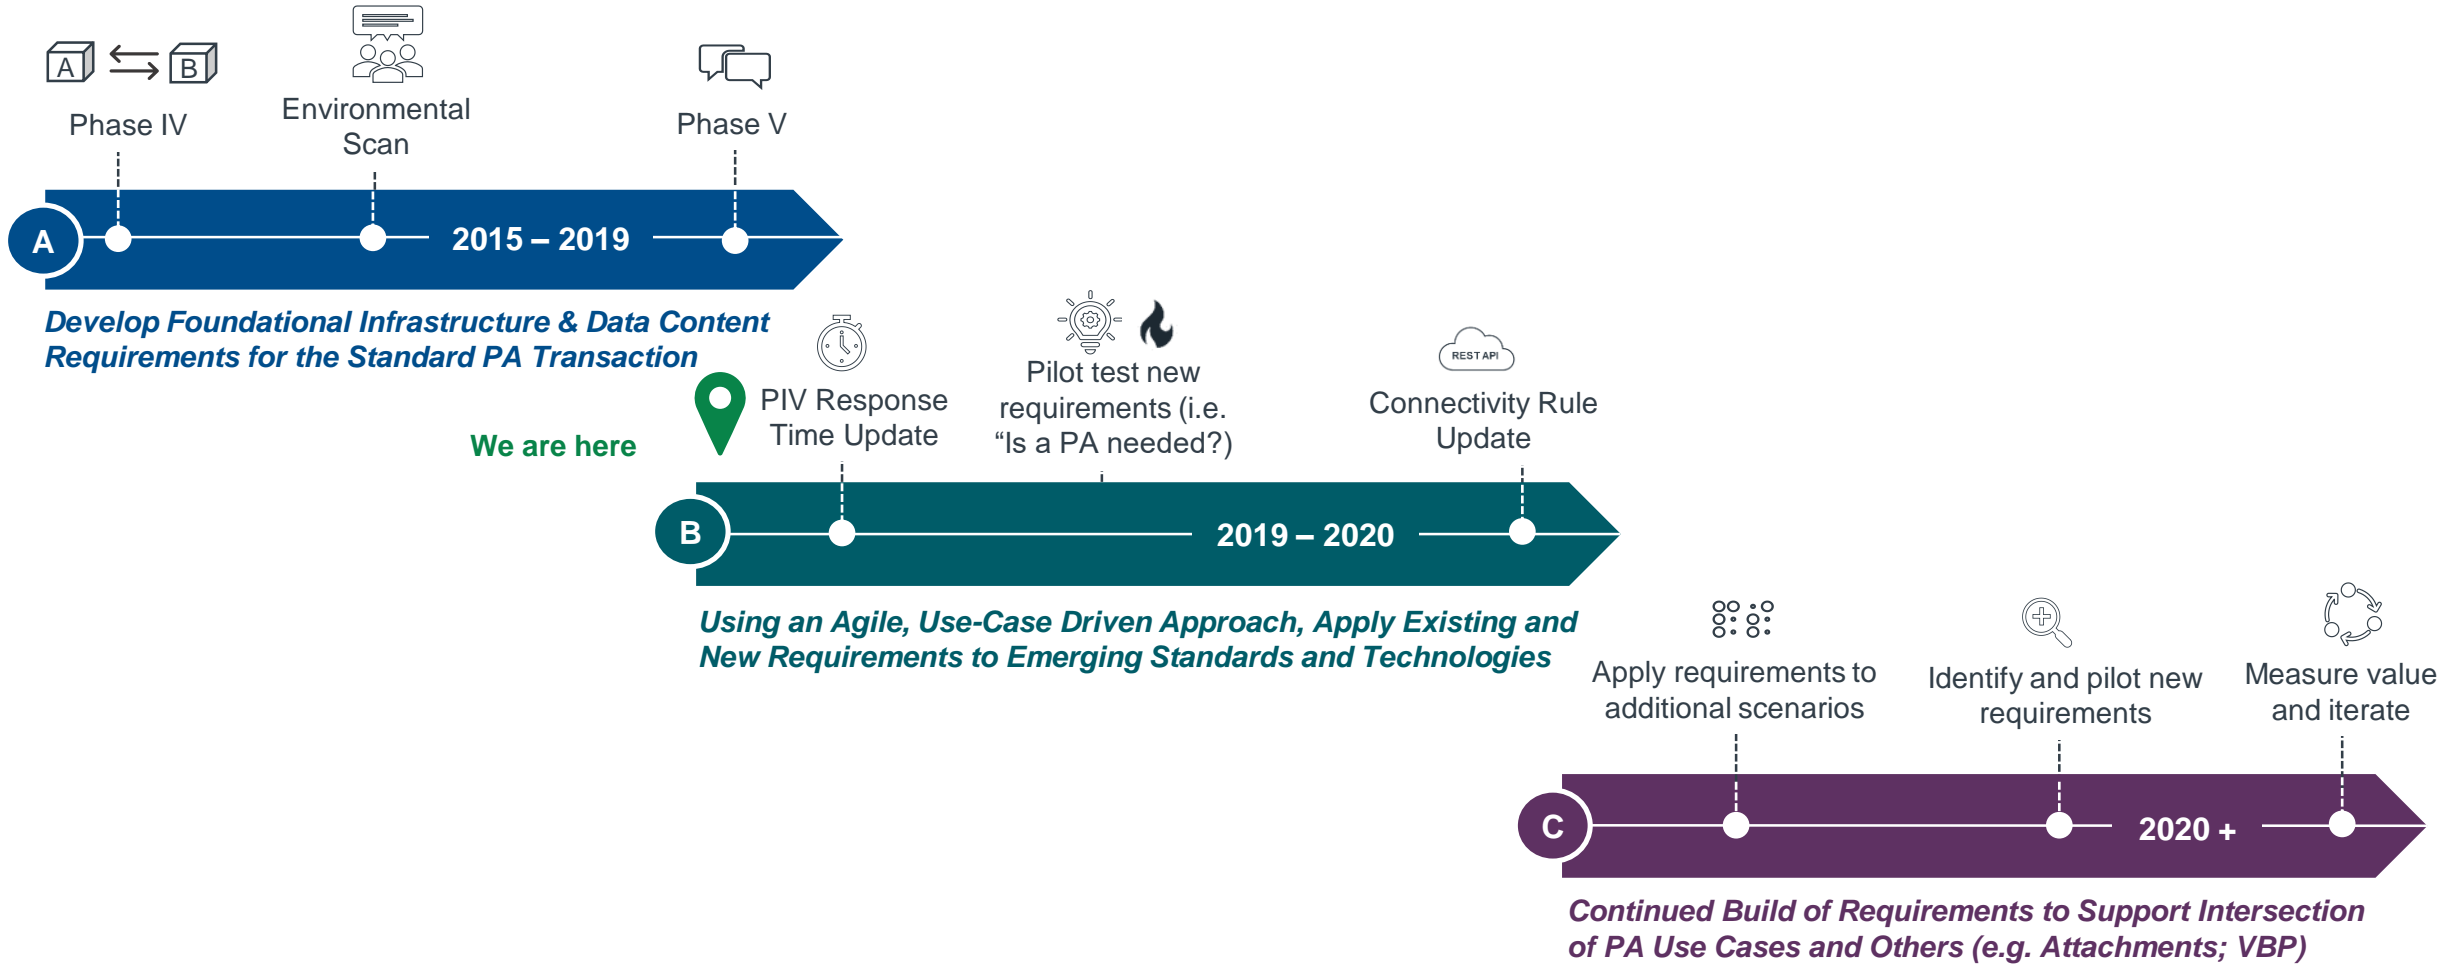 A
B
Phase IV
Environmental
Scan
Phase V
A
2015 – 2019
Develop Foundational Infrastructure & Data Content
Requirements for the Standard PA Transaction
We are here
PIV Response
Time Update
Pilot test new
requirements (i.e.
“Is a PA needed?)
REST API
Connectivity Rule
Update
B
2019 – 2020
Using an Agile, Use-Case Driven Approach, Apply Existing and
New Requirements to Emerging Standards and Technologies
Apply requirements to
additional scenarios
Identify and pilot new
requirements
Measure value
and iterate
C
2020 +
Continued Build of Requirements to Support Intersection
of PA Use Cases and Others (e.g. Attachments; VBP)